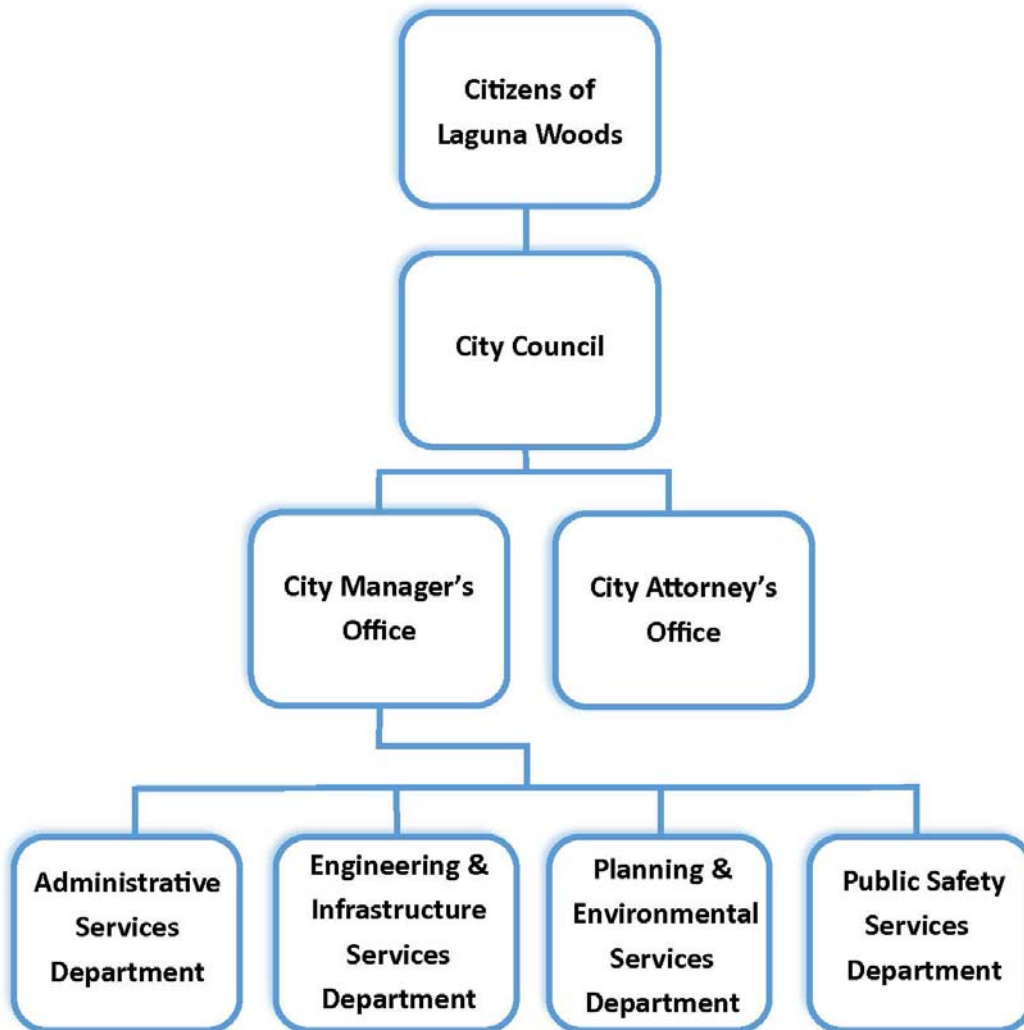 Citizens of
Laguna Woods
City Council
City Manager's
Office
City Attorney's
Office
Administrative
Services
Department
Engineering &
Infrastructure
Services
Department
Planning &
Environmental
Services
Department
Public Safety
Services
Department